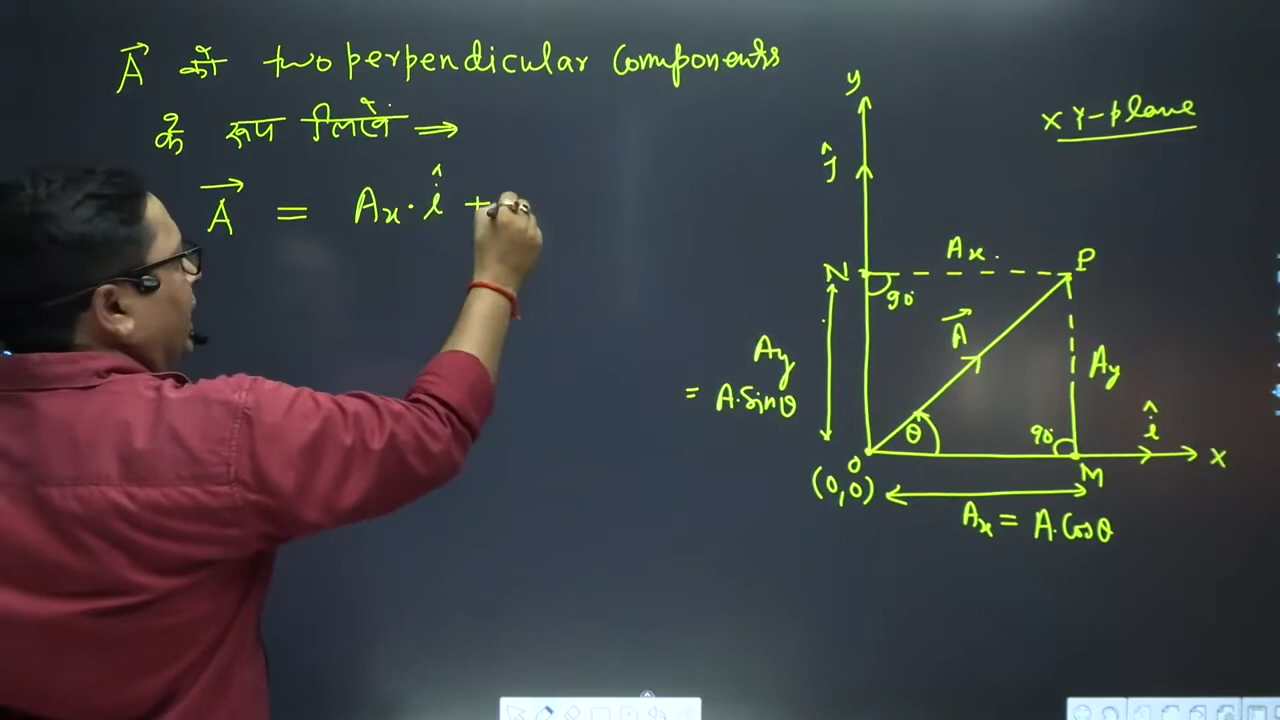 A⃗ को two perpendicular components
के रूप लिखें ⇒
A⃗ = Ax · î +
XY-plane
y
ĵ
N
Ax.
P
90°
A⃗
Ay
Ay
= A.Sinθ
θ
90°
î
x
O
M
(0,0)
Ax = A.Cosθ